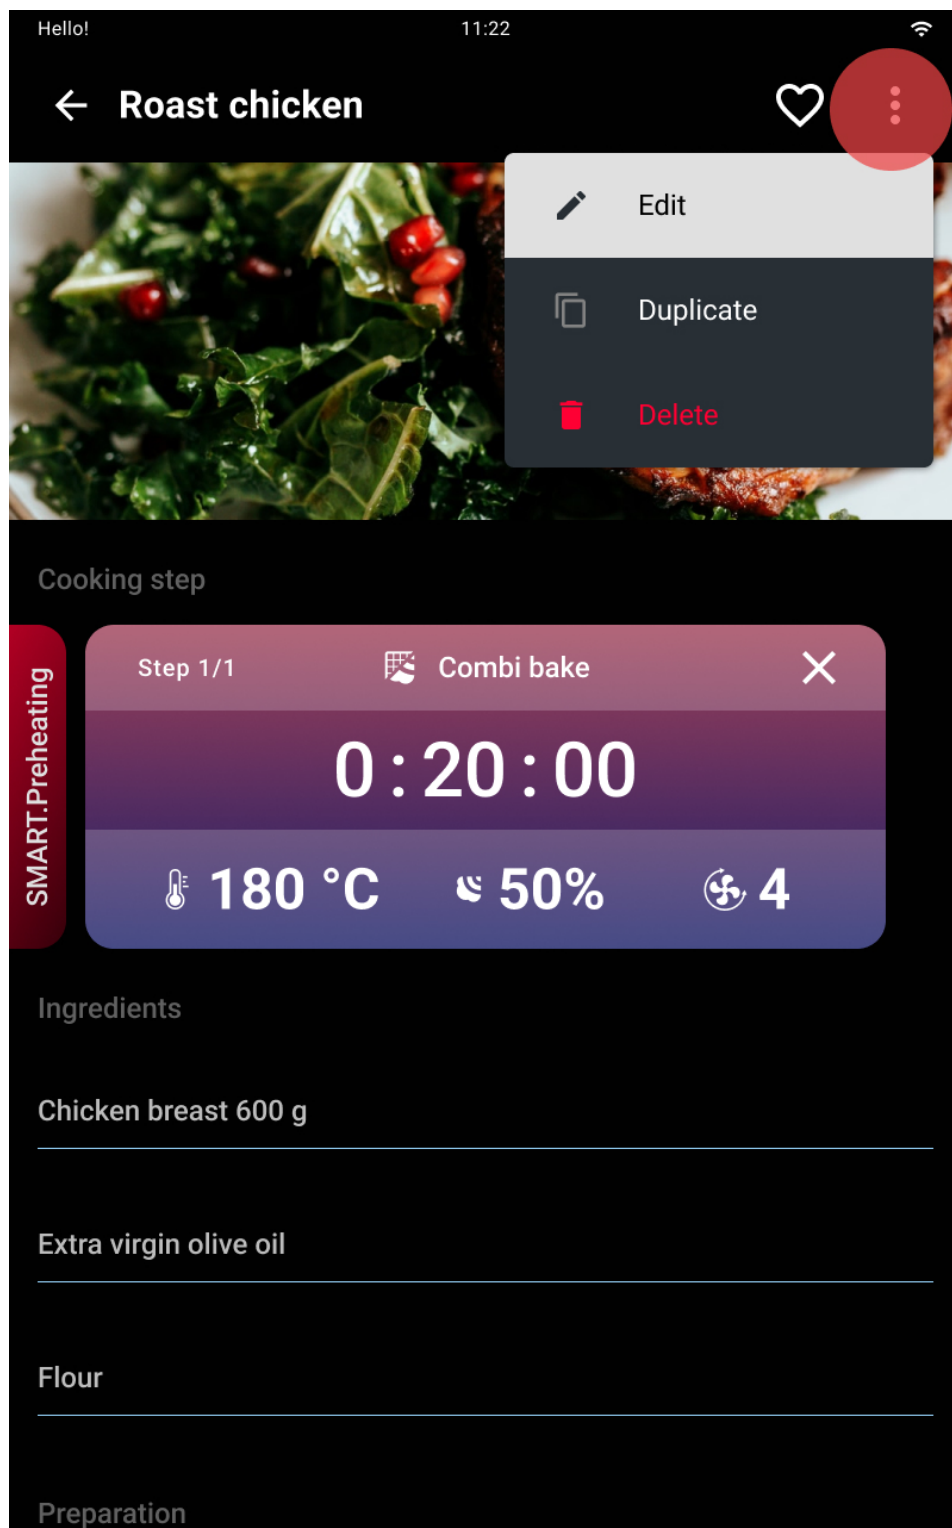 Hello! 11:22
Roast chicken
Edit
Duplicate
Delete
Cooking step
SMART.Preheating
Step 1/1 Combi bake
0 : 20 : 00
180 °C 50% 4
Ingredients
Chicken breast 600 g
Extra virgin olive oil
Flour
Preparation